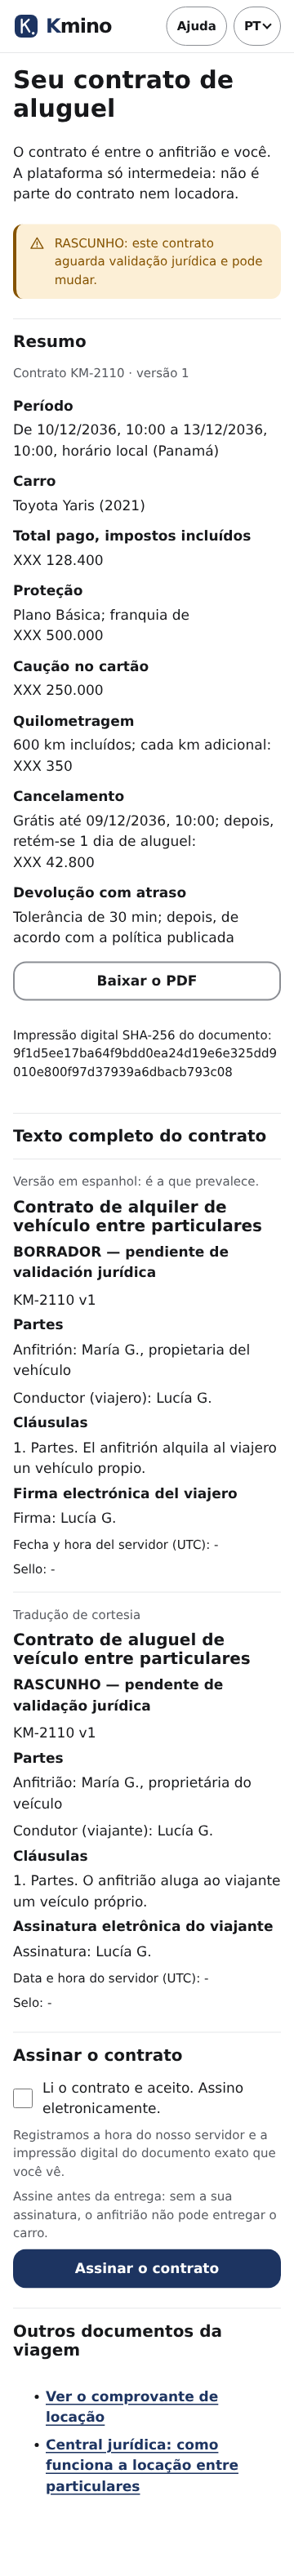 K Kmino
Ajuda
PT
Seu contrato de
aluguel
O contrato é entre o anfitrião e você.
A plataforma só intermedeia: não é
parte do contrato nem locadora.
RASCUNHO: este contrato
aguarda validação jurídica e pode
mudar.
Resumo
Contrato KM-2110 · versão 1
Período
De 10/12/2036, 10:00 a 13/12/2036,
10:00, horário local (Panamá)
Carro
Toyota Yaris (2021)
Total pago, impostos incluídos
XXX 128.400
Proteção
Plano Básica; franquia de
XXX 500.000
Caução no cartão
XXX 250.000
Quilometragem
600 km incluídos; cada km adicional:
XXX 350
Cancelamento
Grátis até 09/12/2036, 10:00; depois,
retém-se 1 dia de aluguel:
XXX 42.800
Devolução com atraso
Tolerância de 30 min; depois, de
acordo com a política publicada
Baixar o PDF
Impressão digital SHA-256 do documento:
9f1d5ee17ba64f9bdd0ea24d19e6e325dd9
010e800f97d37939a6dbacb793c08
Texto completo do contrato
Versão em espanhol: é a que prevalece.
Contrato de alquiler de
vehículo entre particulares
BORRADOR — pendiente de
validación jurídica
KM-2110 v1
Partes
Anfitrión: María G., propietaria del
vehículo
Conductor (viajero): Lucía G.
Cláusulas
1. Partes. El anfitrión alquila al viajero
un vehículo propio.
Firma electrónica del viajero
Firma: Lucía G.
Fecha y hora del servidor (UTC): -
Sello: -
Tradução de cortesia
Contrato de aluguel de
veículo entre particulares
RASCUNHO — pendente de
validação jurídica
KM-2110 v1
Partes
Anfitrião: María G., proprietária do
veículo
Condutor (viajante): Lucía G.
Cláusulas
1. Partes. O anfitrião aluga ao viajante
um veículo próprio.
Assinatura eletrônica do viajante
Assinatura: Lucía G.
Data e hora do servidor (UTC): -
Selo: -
Assinar o contrato
Li o contrato e aceito. Assino
eletronicamente.
Registramos a hora do nosso servidor e a
impressão digital do documento exato que
você vê.
Assine antes da entrega: sem a sua
assinatura, o anfitrião não pode entregar o
carro.
Assinar o contrato
Outros documentos da
viagem
• Ver o comprovante de
locação
• Central jurídica: como
funciona a locação entre
particulares